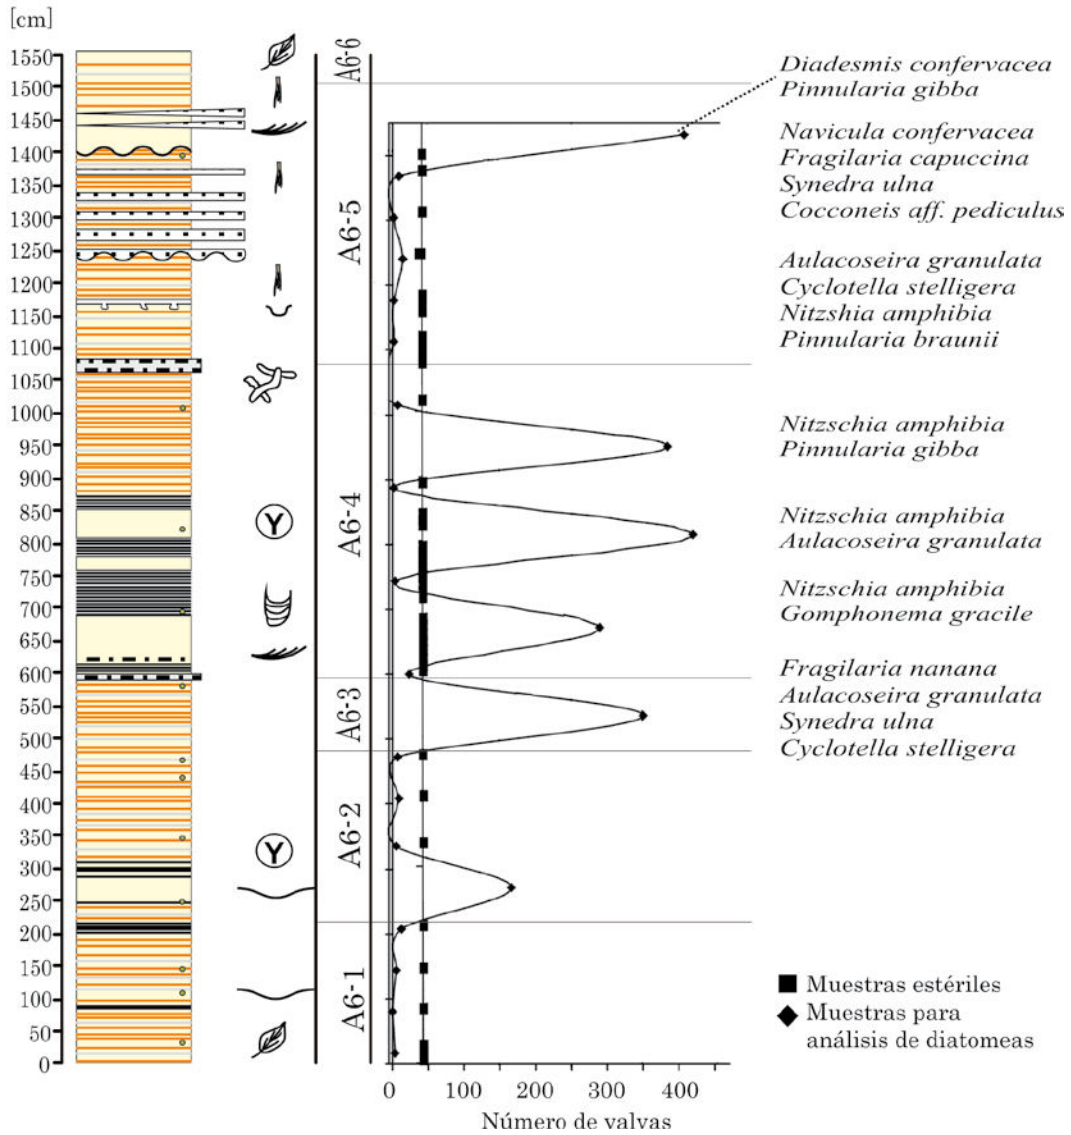 [cm]
1550
1500
1450
1400
1350
1300
1250
1200
1150
1100
1050
1000
950
900
850
800
750
700
650
600
550
500
450
400
350
300
250
200
150
100
50
0
Y
Y
A6-6
A6-5
A6-4
A6-3
A6-2
A6-1
Diadesmis confervacea
Pinnularia gibba
Navicula confervacea
Fragilaria capuccina
Synedra ulna
Cocconeis aff. pediculus
Aulacoseira granulata
Cyclotella stelligera
Nitzshia amphibia
Pinnularia braunii
Nitzschia amphibia
Pinnularia gibba
Nitzschia amphibia
Aulacoseira granulata
Nitzschia amphibia
Gomphonema gracile
Fragilaria nanana
Aulacoseira granulata
Synedra ulna
Cyclotella stelligera
Muestras estériles
Muestras para
análisis de diatomeas
0 100 200 300 400
Número de valvas